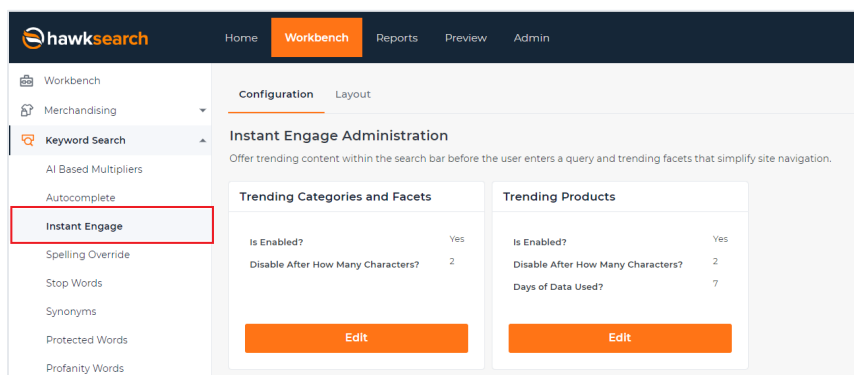 hawksearch
Home Workbench Reports Preview Admin
Workbench
Merchandising
Keyword Search
AI Based Multipliers
Autocomplete
Instant Engage
Spelling Override
Stop Words
Synonyms
Protected Words
Profanity Words
Configuration Layout
Instant Engage Administration
Offer trending content within the search bar before the user enters a query and trending facets that simplify site navigation.
Trending Categories and Facets
Is Enabled? Yes
Disable After How Many Characters? 2
Edit
Trending Products
Is Enabled? Yes
Disable After How Many Characters? 2
Days of Data Used? 7
Edit